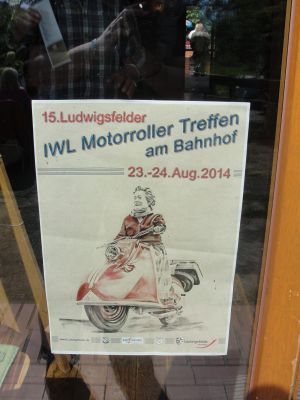 15.Ludwigsfelder
IWL Motorroller Treffen
am Bahnhof
23.-24.Aug.2014